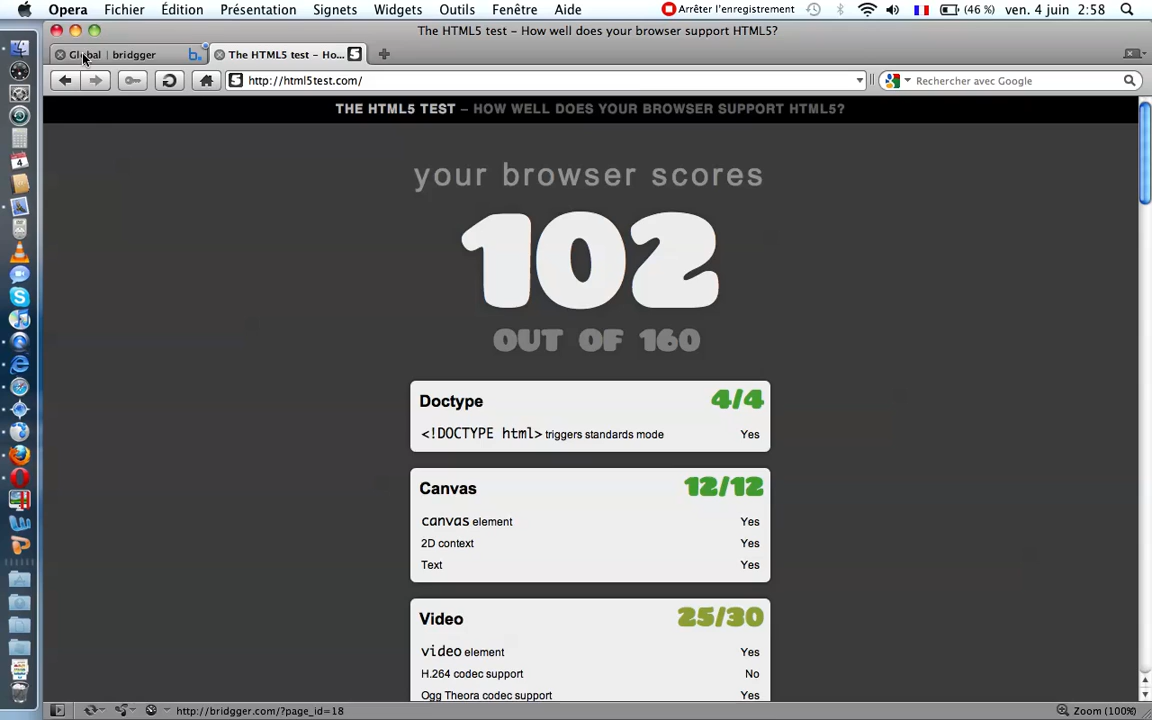 Opera Fichier Édition Présentation Signets Widgets Outils Fenêtre Aide Arrêter l'enregistrement (46 %) ven. 4 juin 2:58
The HTML5 test – How well does your browser support HTML5?
Global | bridgger b. The HTML5 test – Ho... S
S http://html5test.com/ Rechercher avec Google
THE HTML5 TEST – HOW WELL DOES YOUR BROWSER SUPPORT HTML5?
your browser scores
102
OUT OF 160
Doctype 4/4
<!DOCTYPE html> triggers standards mode Yes
Canvas 12/12
canvas element Yes
2D context Yes
Text Yes
Video 25/30
video element Yes
H.264 codec support No
Ogg Theora codec support Yes
http://bridgger.com/?page_id=18 Zoom (100%)